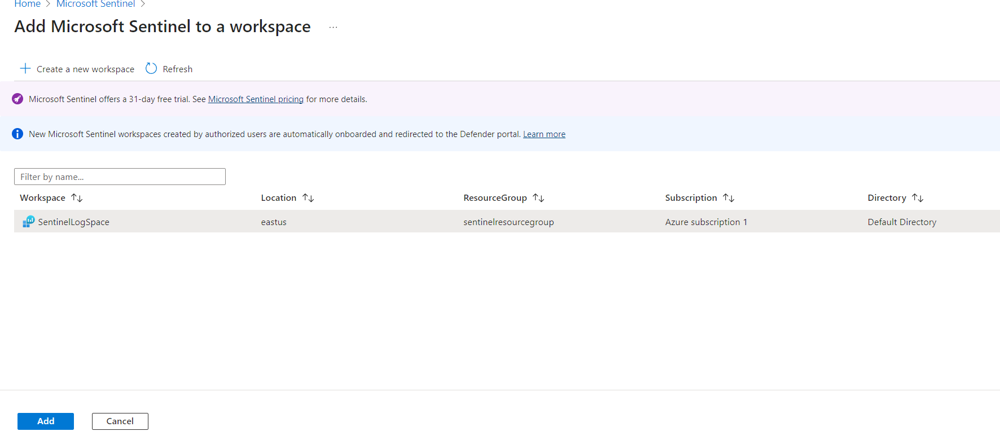 Home > Microsoft Sentinel >
Add Microsoft Sentinel to a workspace ...
Create a new workspace Refresh
Microsoft Sentinel offers a 31-day free trial. See Microsoft Sentinel pricing for more details.
New Microsoft Sentinel workspaces created by authorized users are automatically onboarded and redirected to the Defender portal. Learn more
Filter by name...
Workspace ↑↓ Location ↑↓ ResourceGroup ↑↓ Subscription ↑↓ Directory ↑↓
SentinelLogSpace eastus sentinelresourcegroup Azure subscription 1 Default Directory
Add Cancel